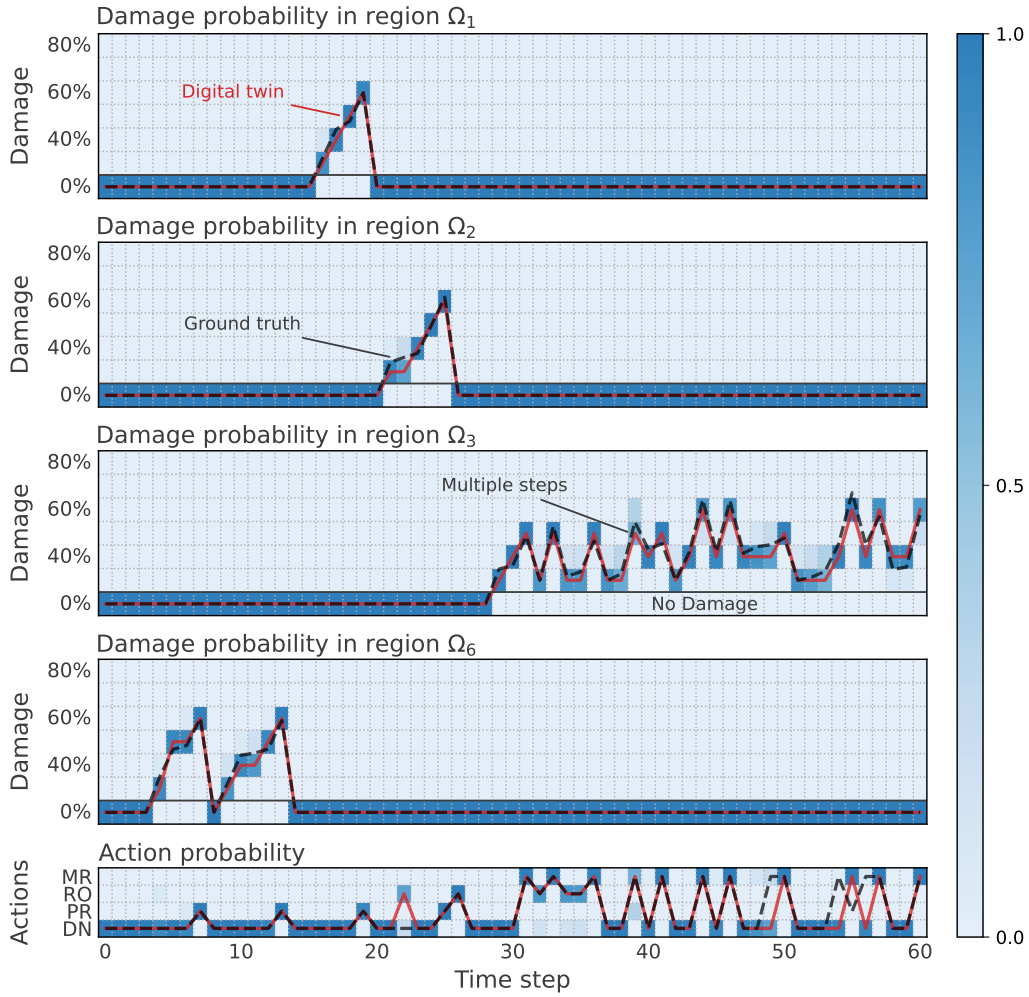 Damage probability in region Ω1
80%
60%
40%
0%
Damage
Digital twin
Damage probability in region Ω2
80%
60%
40%
0%
Damage
Ground truth
Damage probability in region Ω3
80%
60%
40%
0%
Damage
Multiple steps
No Damage
Damage probability in region Ω6
80%
60%
40%
0%
Damage
Action probability
MR
RO
PR
DN
Actions
0 10 20 30 40 50 60
Time step
1.0
0.5
0.0